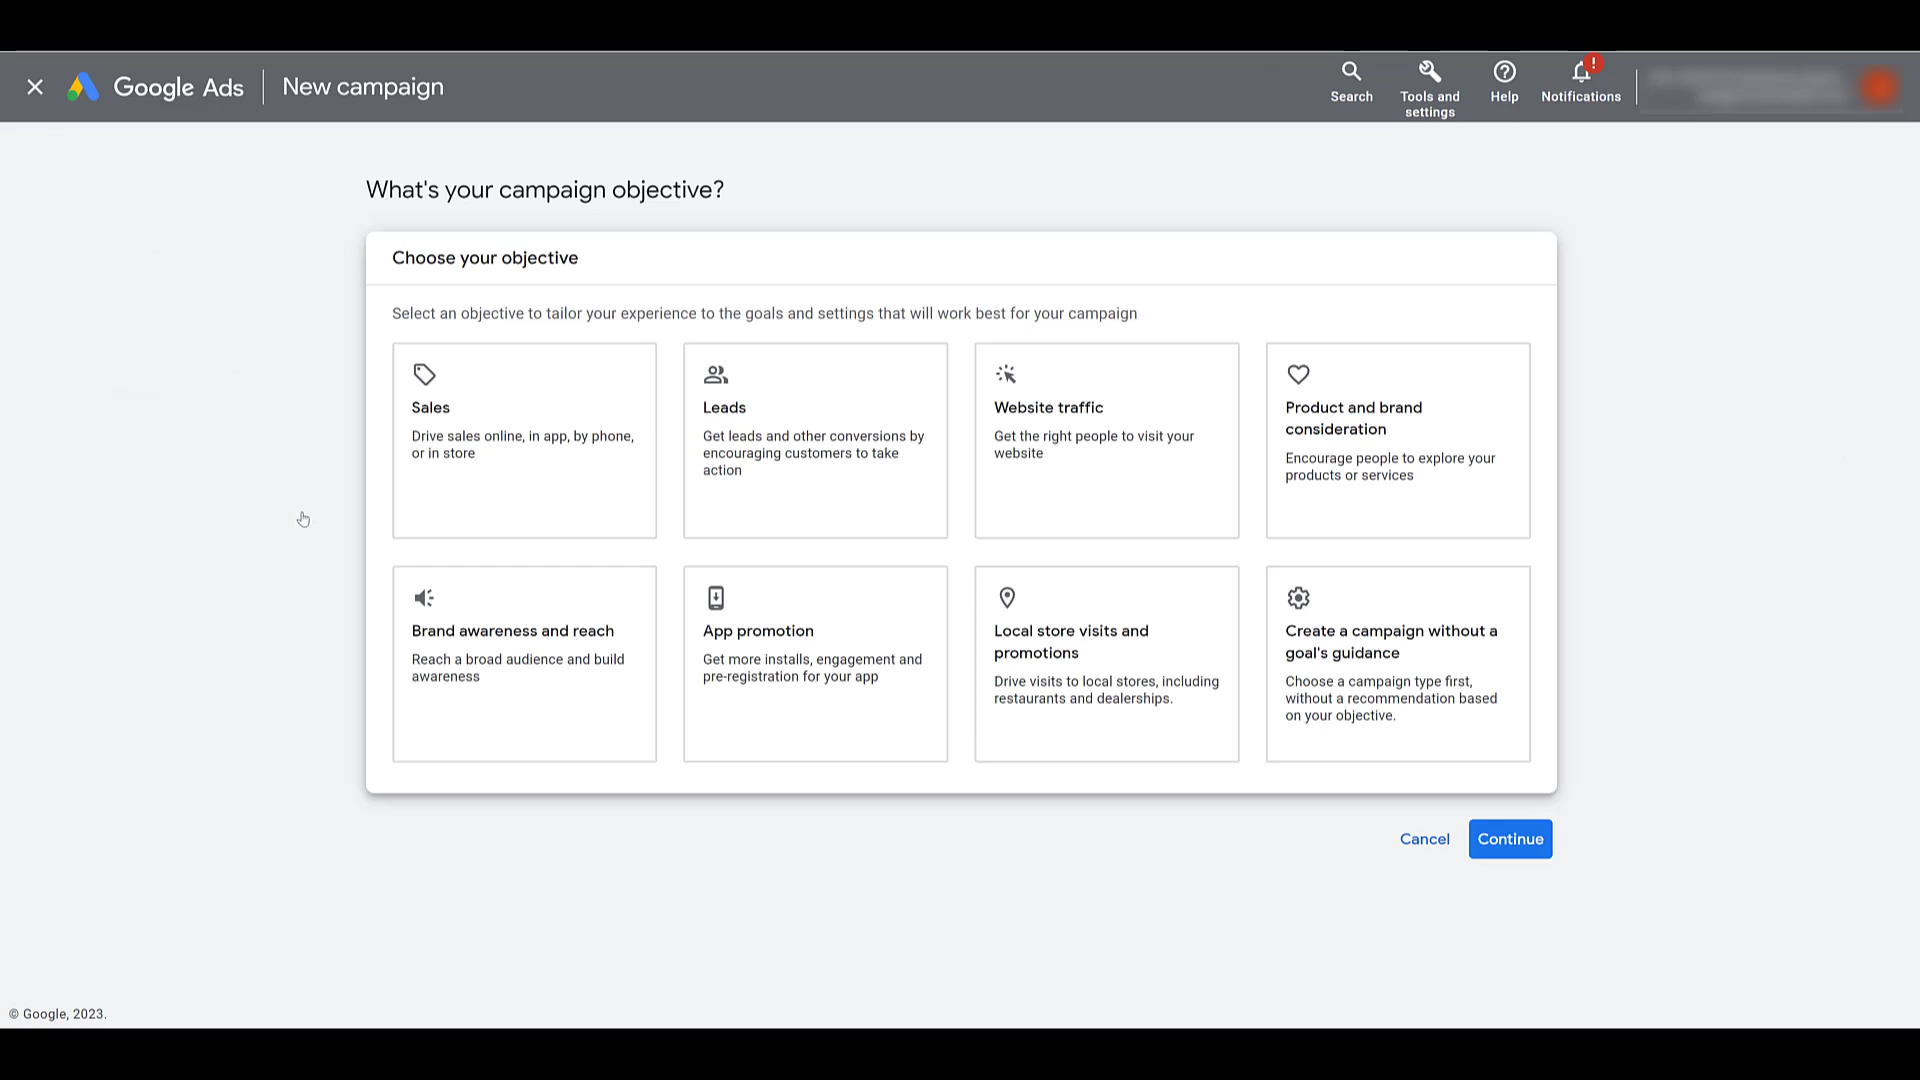 Google Ads
New campaign
Search
Tools and
settings
Help
!
Notifications
What's your campaign objective?
Choose your objective
Select an objective to tailor your experience to the goals and settings that will work best for your campaign
Sales
Drive sales online, in app, by phone,
or in store
Leads
Get leads and other conversions by
encouraging customers to take
action
Website traffic
Get the right people to visit your
website
Product and brand
consideration
Encourage people to explore your
products or services
Brand awareness and reach
Reach a broad audience and build
awareness
App promotion
Get more installs, engagement and
pre-registration for your app
Local store visits and
promotions
Drive visits to local stores, including
restaurants and dealerships.
Create a campaign without a
goal's guidance
Choose a campaign type first,
without a recommendation based
on your objective.
Cancel
Continue
© Google, 2023.